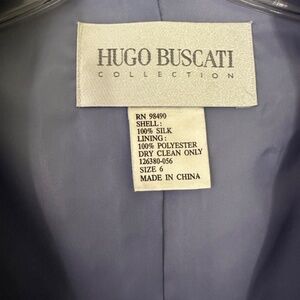 HUGO BUSCATI
COLLECTION
RN 98490
SHELL:
100% SILK
LINING:
100% POLYESTER
DRY CLEAN ONLY
126380-056
SIZE 6
MADE IN CHINA